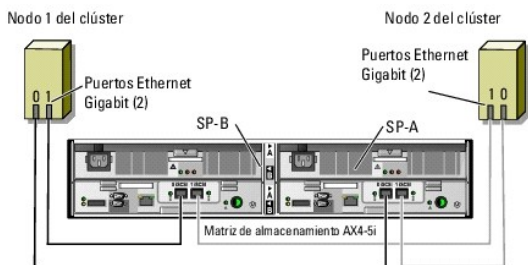 Nodo 1 del clúster
Nodo 2 del clúster
Puertos Ethernet
Gigabit (2)
Puertos Ethernet
Gigabit (2)
0 1
1 0
SP-B
SP-A
A
A
Matriz de almacenamiento AX4-5i